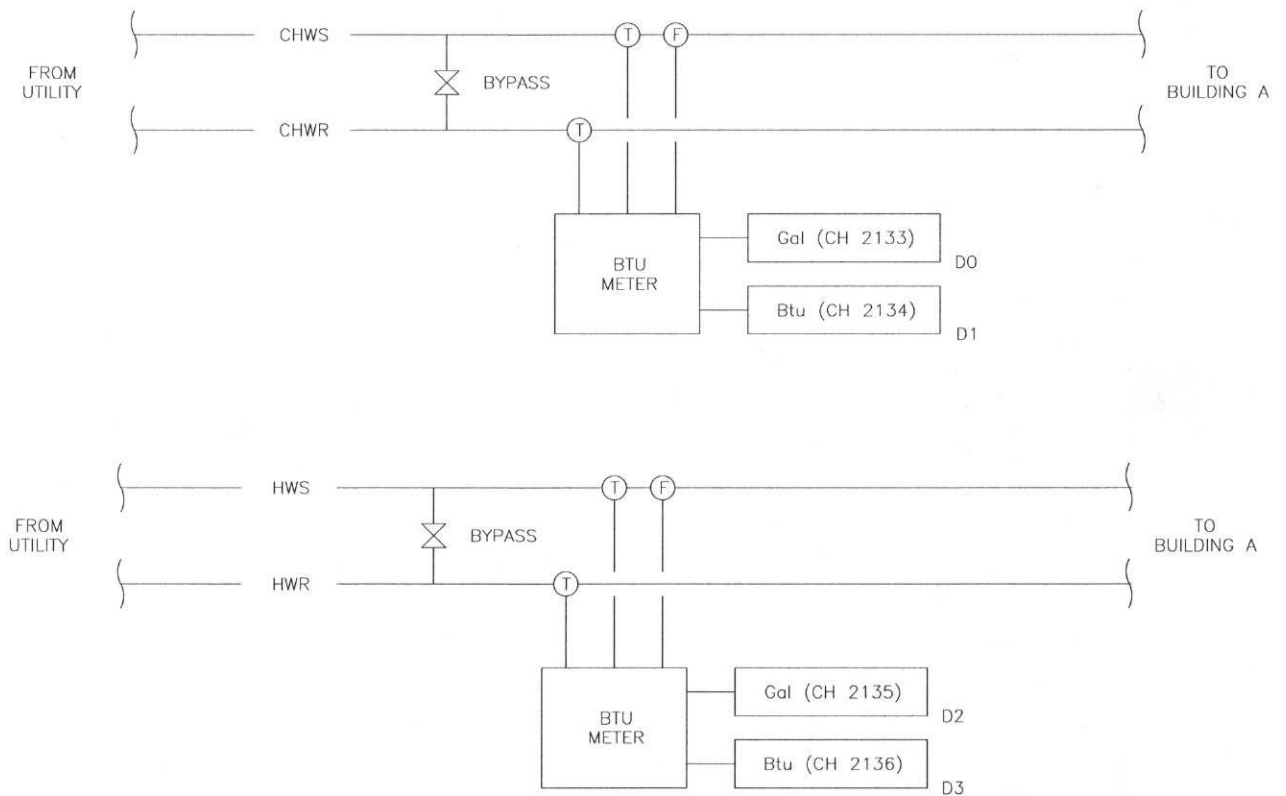 CHWS
T
F
FROM
UTILITY
BYPASS
TO
BUILDING A
CHWR
T
BTU
METER
Gal (CH 2133)
D0
Btu (CH 2134)
D1
HWS
T
F
FROM
UTILITY
BYPASS
TO
BUILDING A
HWR
T
BTU
METER
Gal (CH 2135)
D2
Btu (CH 2136)
D3